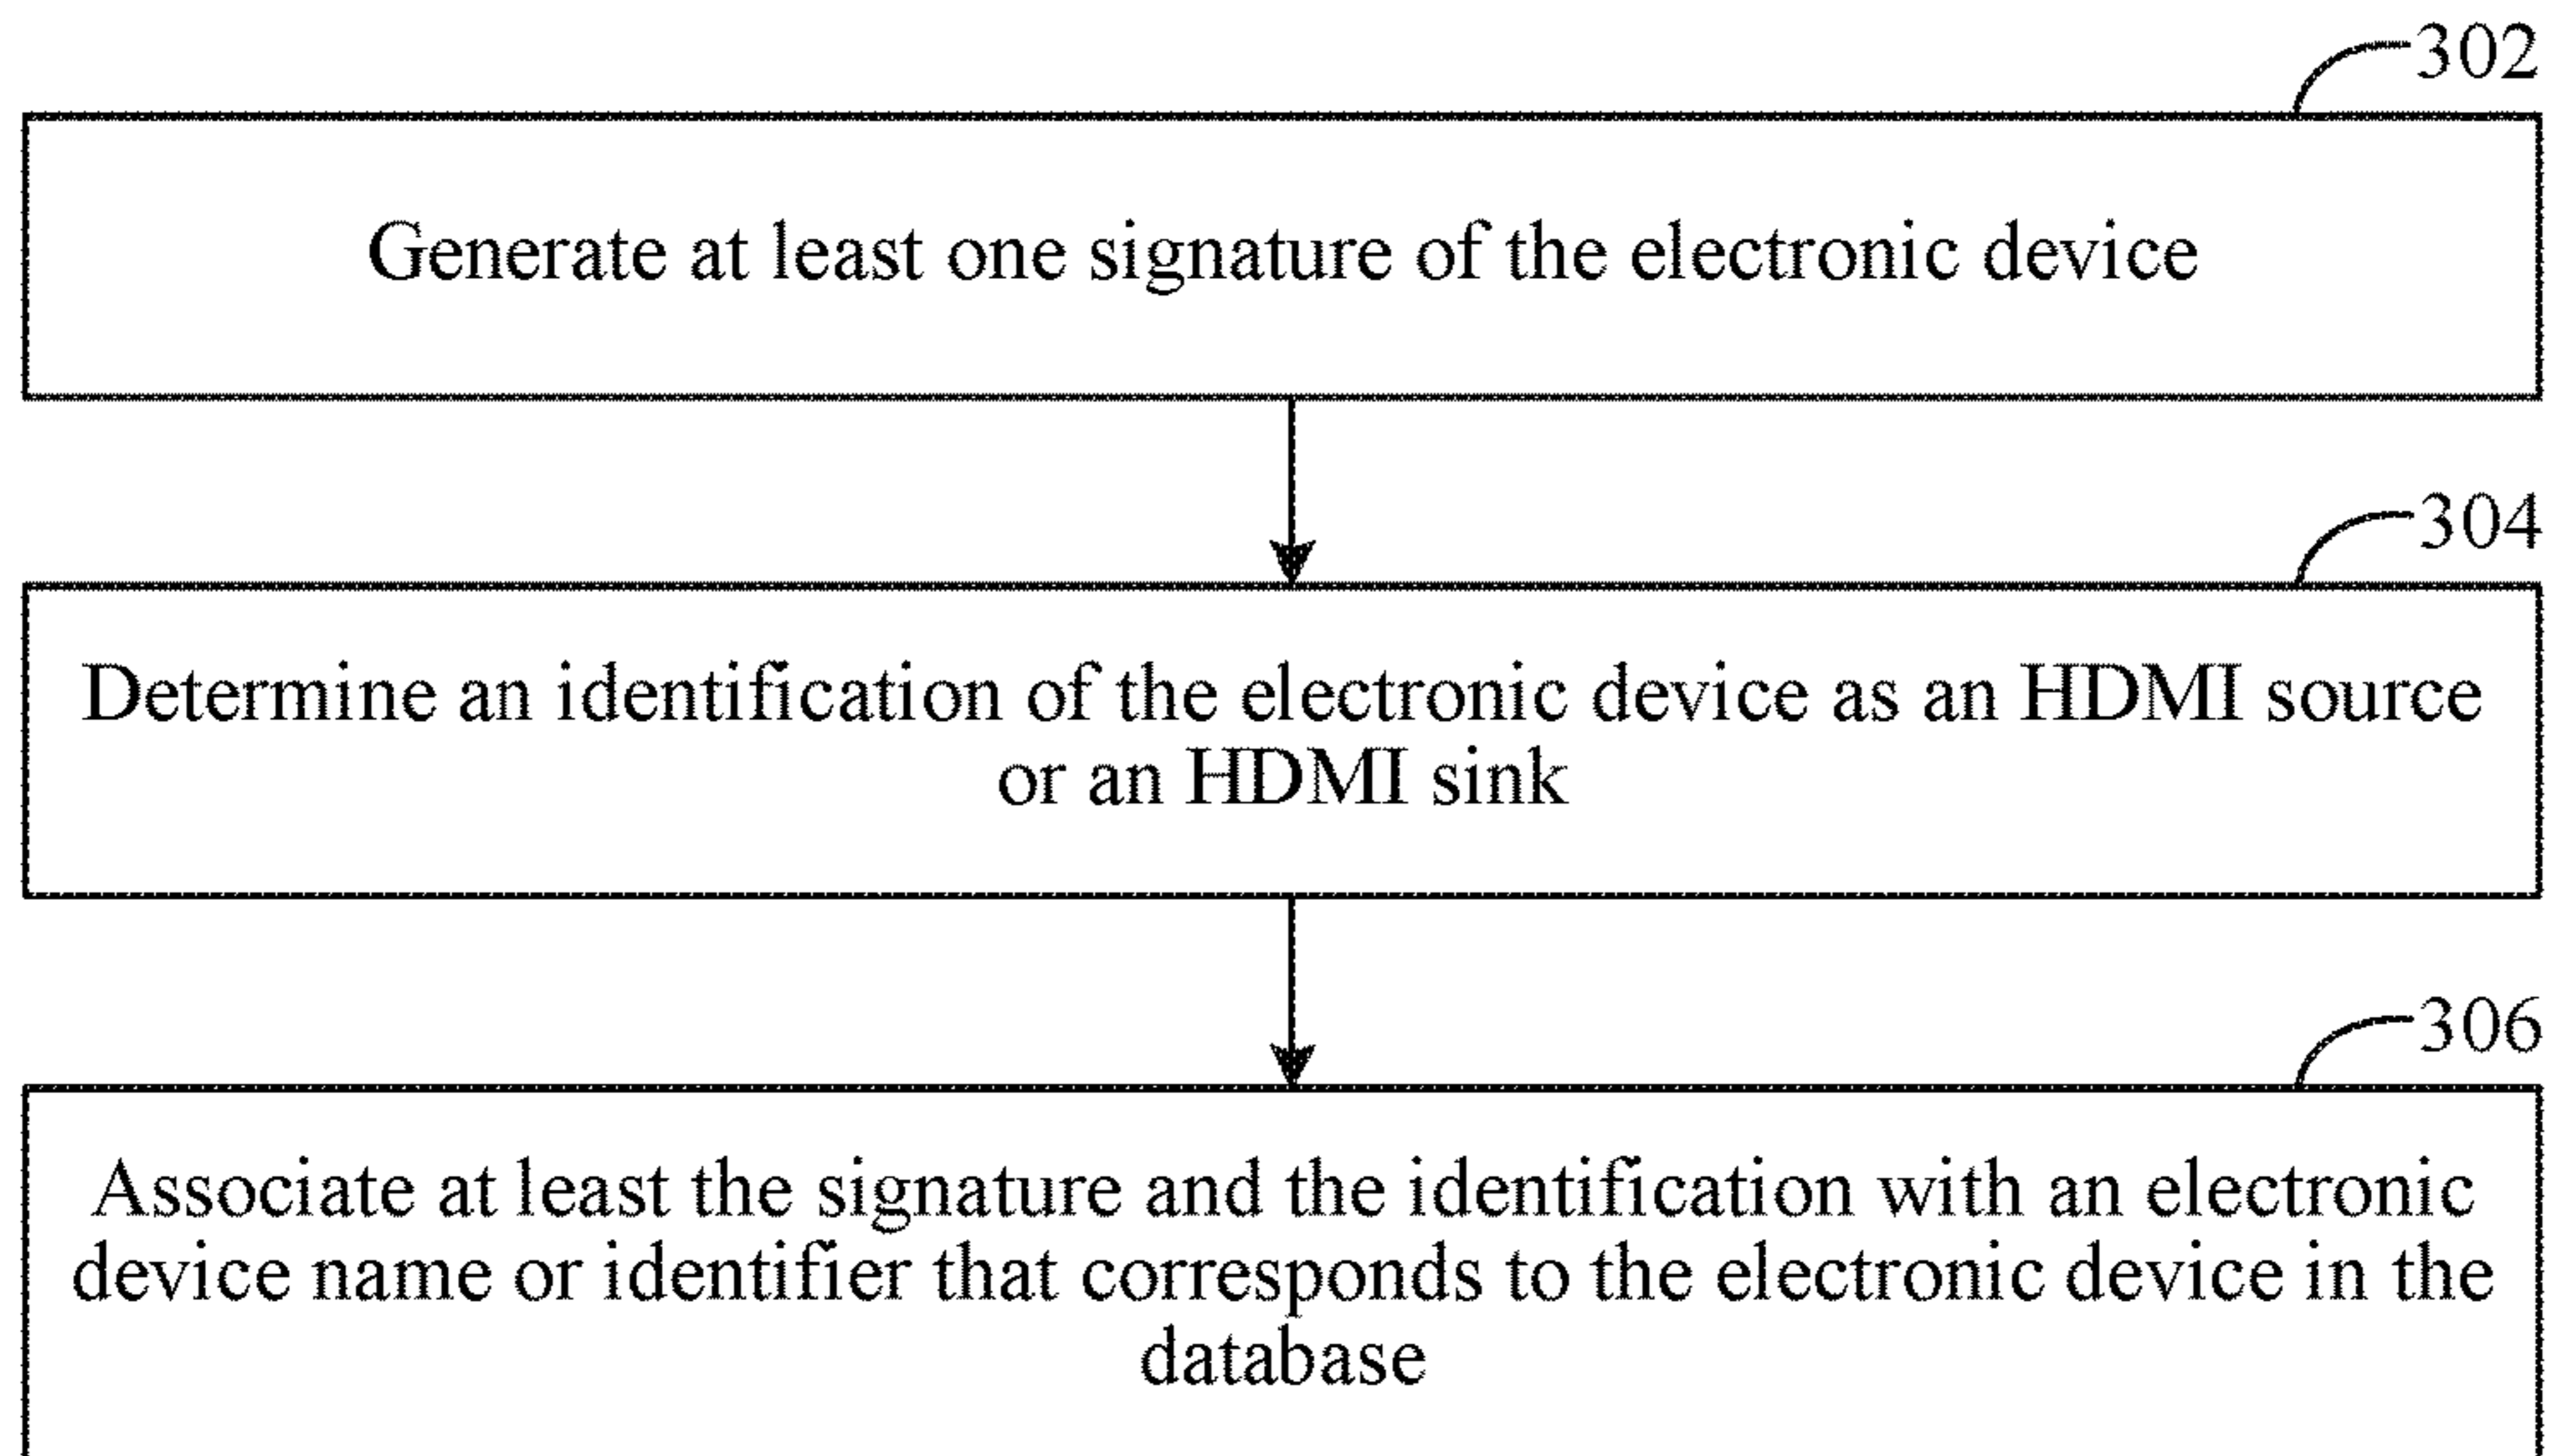 302
Generate at least one signature of the electronic device
304
Determine an identification of the electronic device as an HDMI source
or an HDMI sink
306
Associate at least the signature and the identification with an electronic
device name or identifier that corresponds to the electronic device in the
database